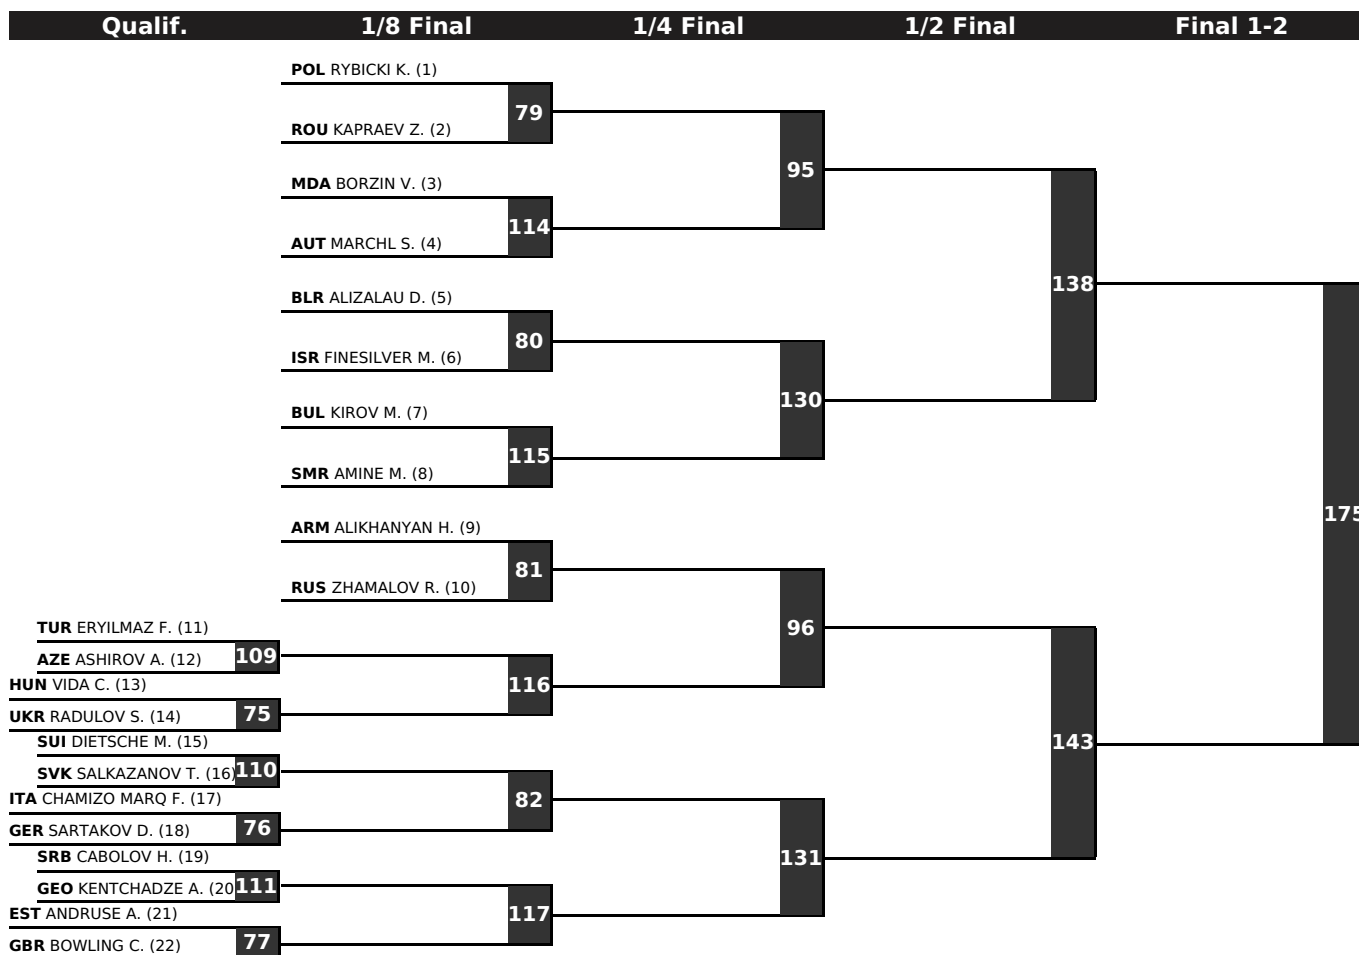 Qualif. 1/8 Final 1/4 Final 1/2 Final Final 1-2
POL RYBICKI K. (1)
79
ROU KAPRAEV Z. (2)
95
MDA BORZIN V. (3)
114
AUT MARCHL S. (4)
138
BLR ALIZALAU D. (5)
80
ISR FINESILVER M. (6)
130
BUL KIROV M. (7)
115
SMR AMINE M. (8)
175
ARM ALIKHANYAN H. (9)
81
RUS ZHAMALOV R. (10)
96
TUR ERYILMAZ F. (11)
109
AZE ASHIROV A. (12)
116
HUN VIDA C. (13)
75
UKR RADULOV S. (14)
143
SUI DIETSCHE M. (15)
110
SVK SALKAZANOV T. (16)
82
ITA CHAMIZO MARQ F. (17)
76
GER SARTAKOV D. (18)
131
SRB CABOLOV H. (19)
111
GEO KENTCHADZE A. (20
117
EST ANDRUSE A. (21)
77
GBR BOWLING C. (22)